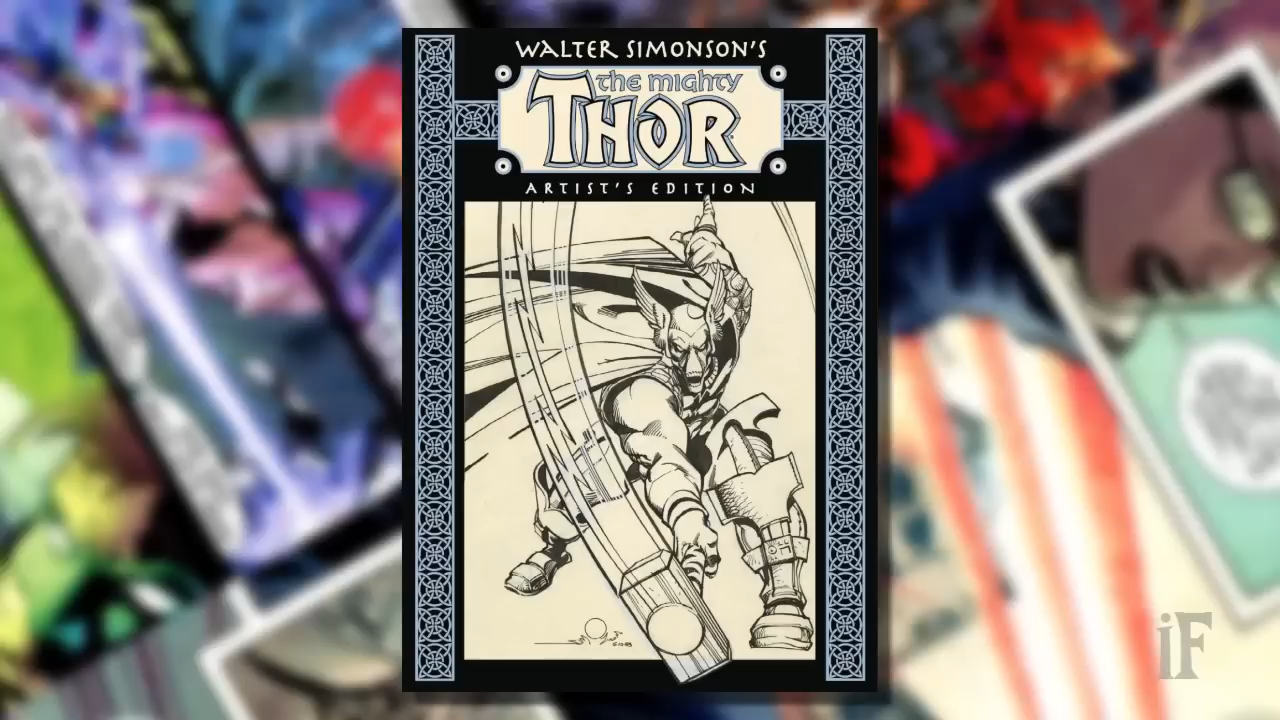 WALTER SIMONSON'S
the mighty
THOR
ARTIST'S EDITION
iF